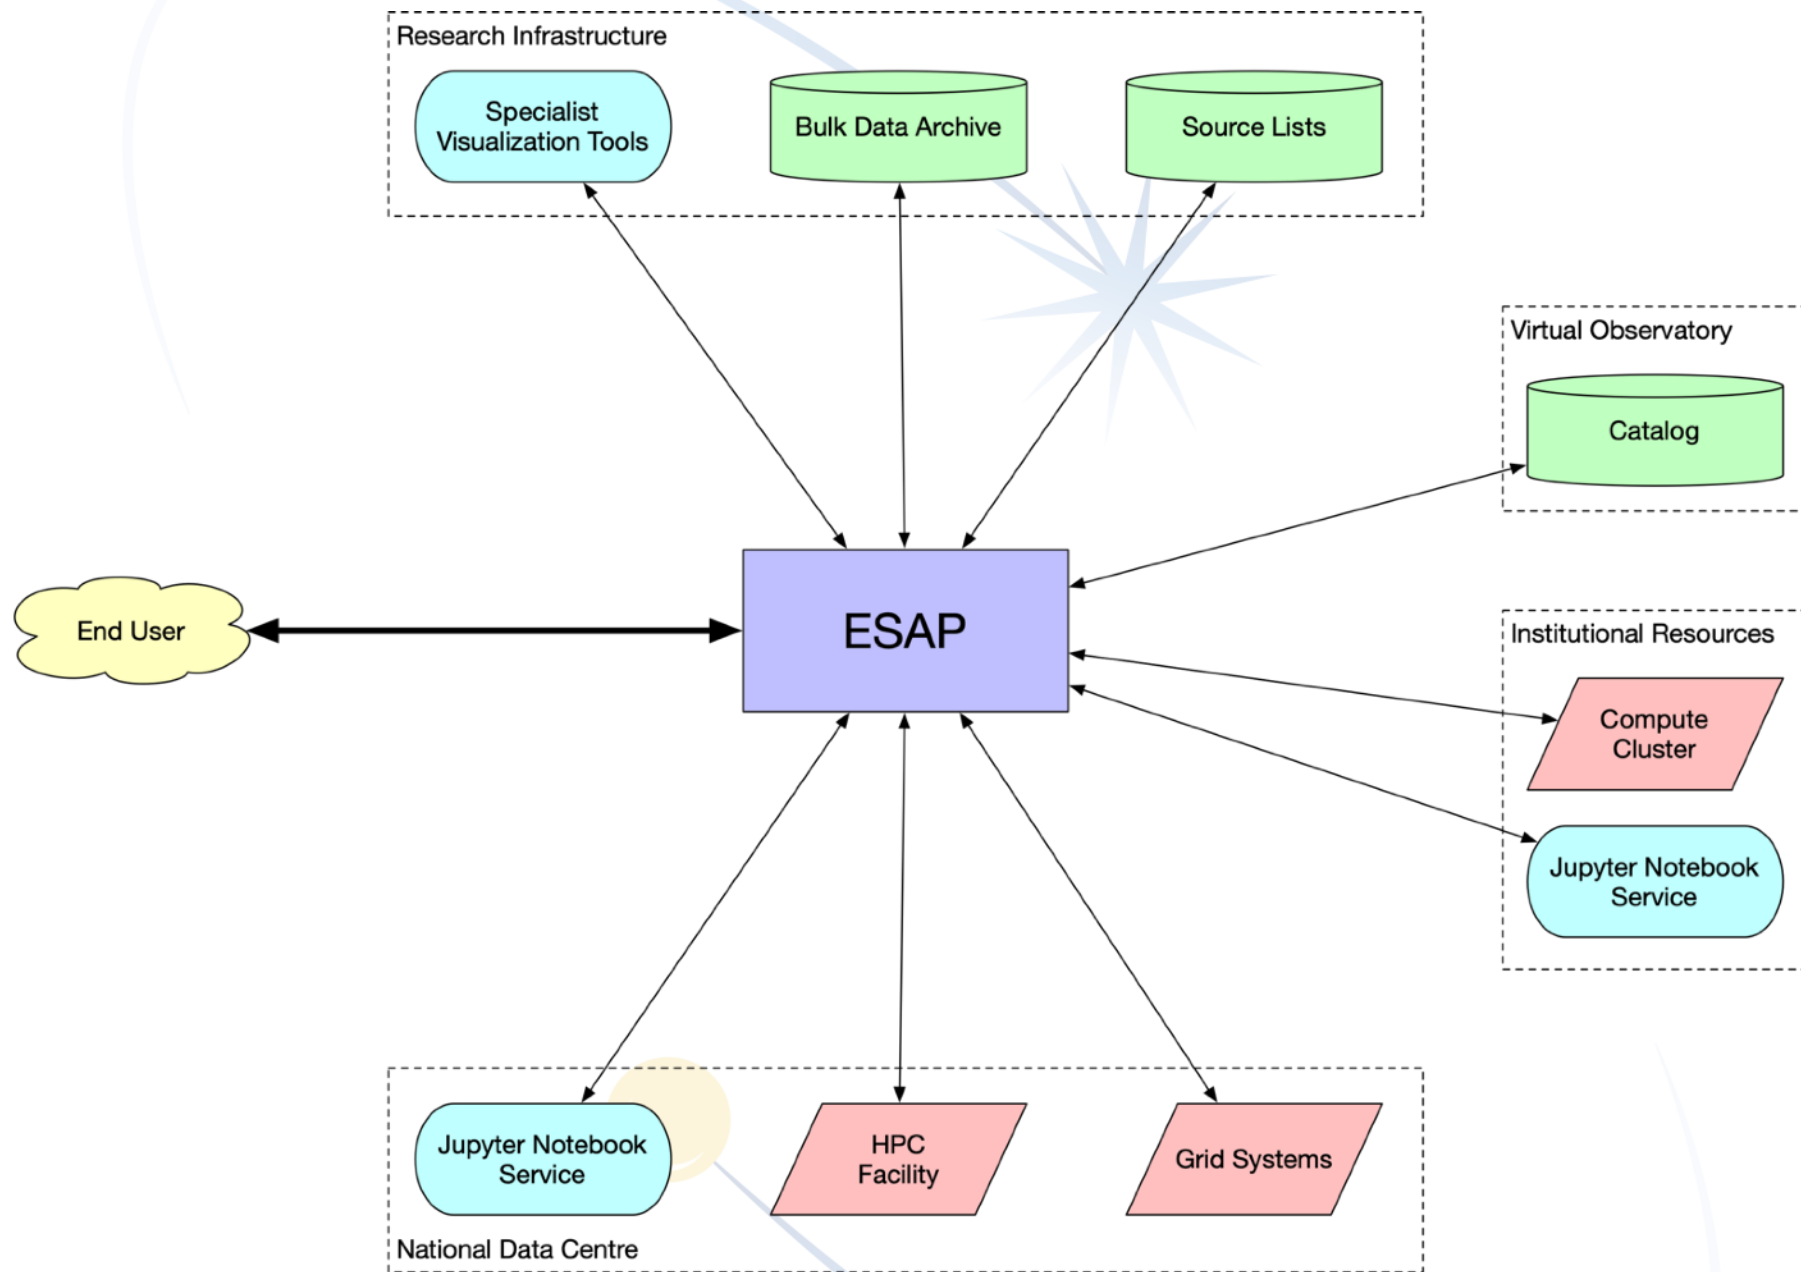 Research Infrastructure
Specialist
Visualization Tools
Bulk Data Archive
Source Lists
Virtual Observatory
Catalog
End User
ESAP
Institutional Resources
Compute
Cluster
Jupyter Notebook
Service
Jupyter Notebook
Service
HPC
Facility
Grid Systems
National Data Centre